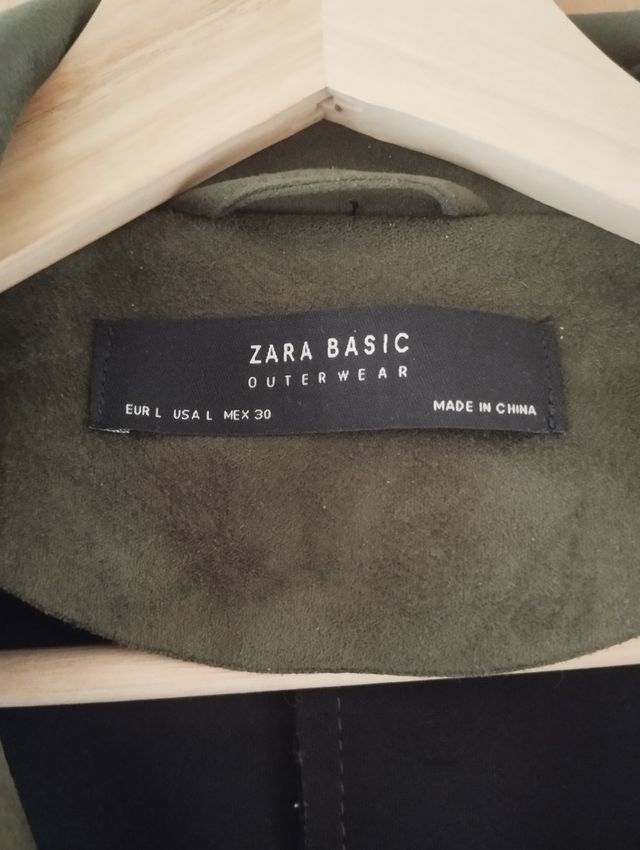 ZARA BASIC
OUTERWEAR
EUR L USA L MEX 30
MADE IN CHINA